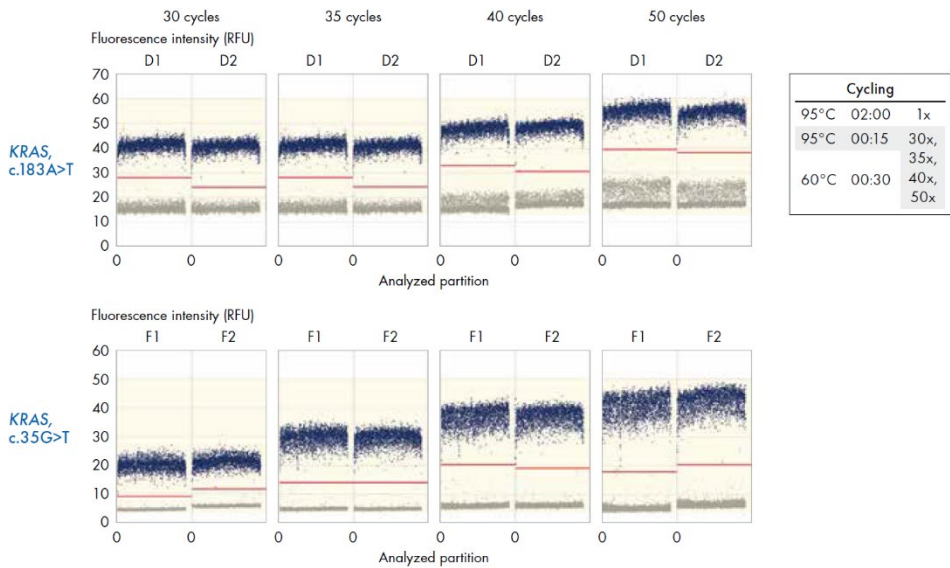 30 cycles 35 cycles 40 cycles 50 cycles
Fluorescence intensity (RFU)
D1 D2 D1 D2 D1 D2 D1 D2
70
60
50
40
30
20
10
0
KRAS,
c.183A>T
0 0 0 0 0 0 0 0
Analyzed partition
Cycling
95°C 02:00 1x
95°C 00:15 30x,
35x,
60°C 00:30 40x,
50x
Fluorescence intensity (RFU)
F1 F2 F1 F2 F1 F2 F1 F2
60
50
40
30
20
10
0
KRAS,
c.35G>T
0 0 0 0 0 0 0 0
Analyzed partition